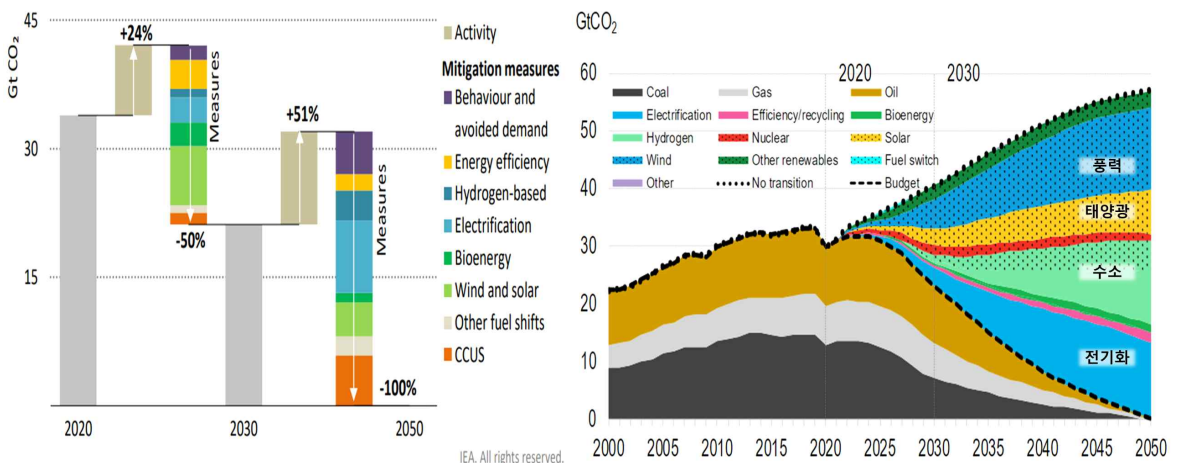 45
30
15
Gt CO₂
+24%
-50%
+51%
-100%
Measures
Measures
2020
2030
2050
Activity
Mitigation measures
Behaviour and
avoided demand
Energy efficiency
Hydrogen-based
Electrification
Bioenergy
Wind and solar
Other fuel shifts
CCUS
IEA. All rights reserved.
GtCO₂
60
50
40
30
20
10
0
2020
2030
Coal
Gas
Oil
Electrification
Efficiency/recycling
Bioenergy
Hydrogen
Nuclear
Solar
Wind
Other renewables
Fuel switch
Other
No transition
Budget
풍력
태양광
수소
전기화
2000
2005
2010
2015
2020
2025
2030
2035
2040
2045
2050